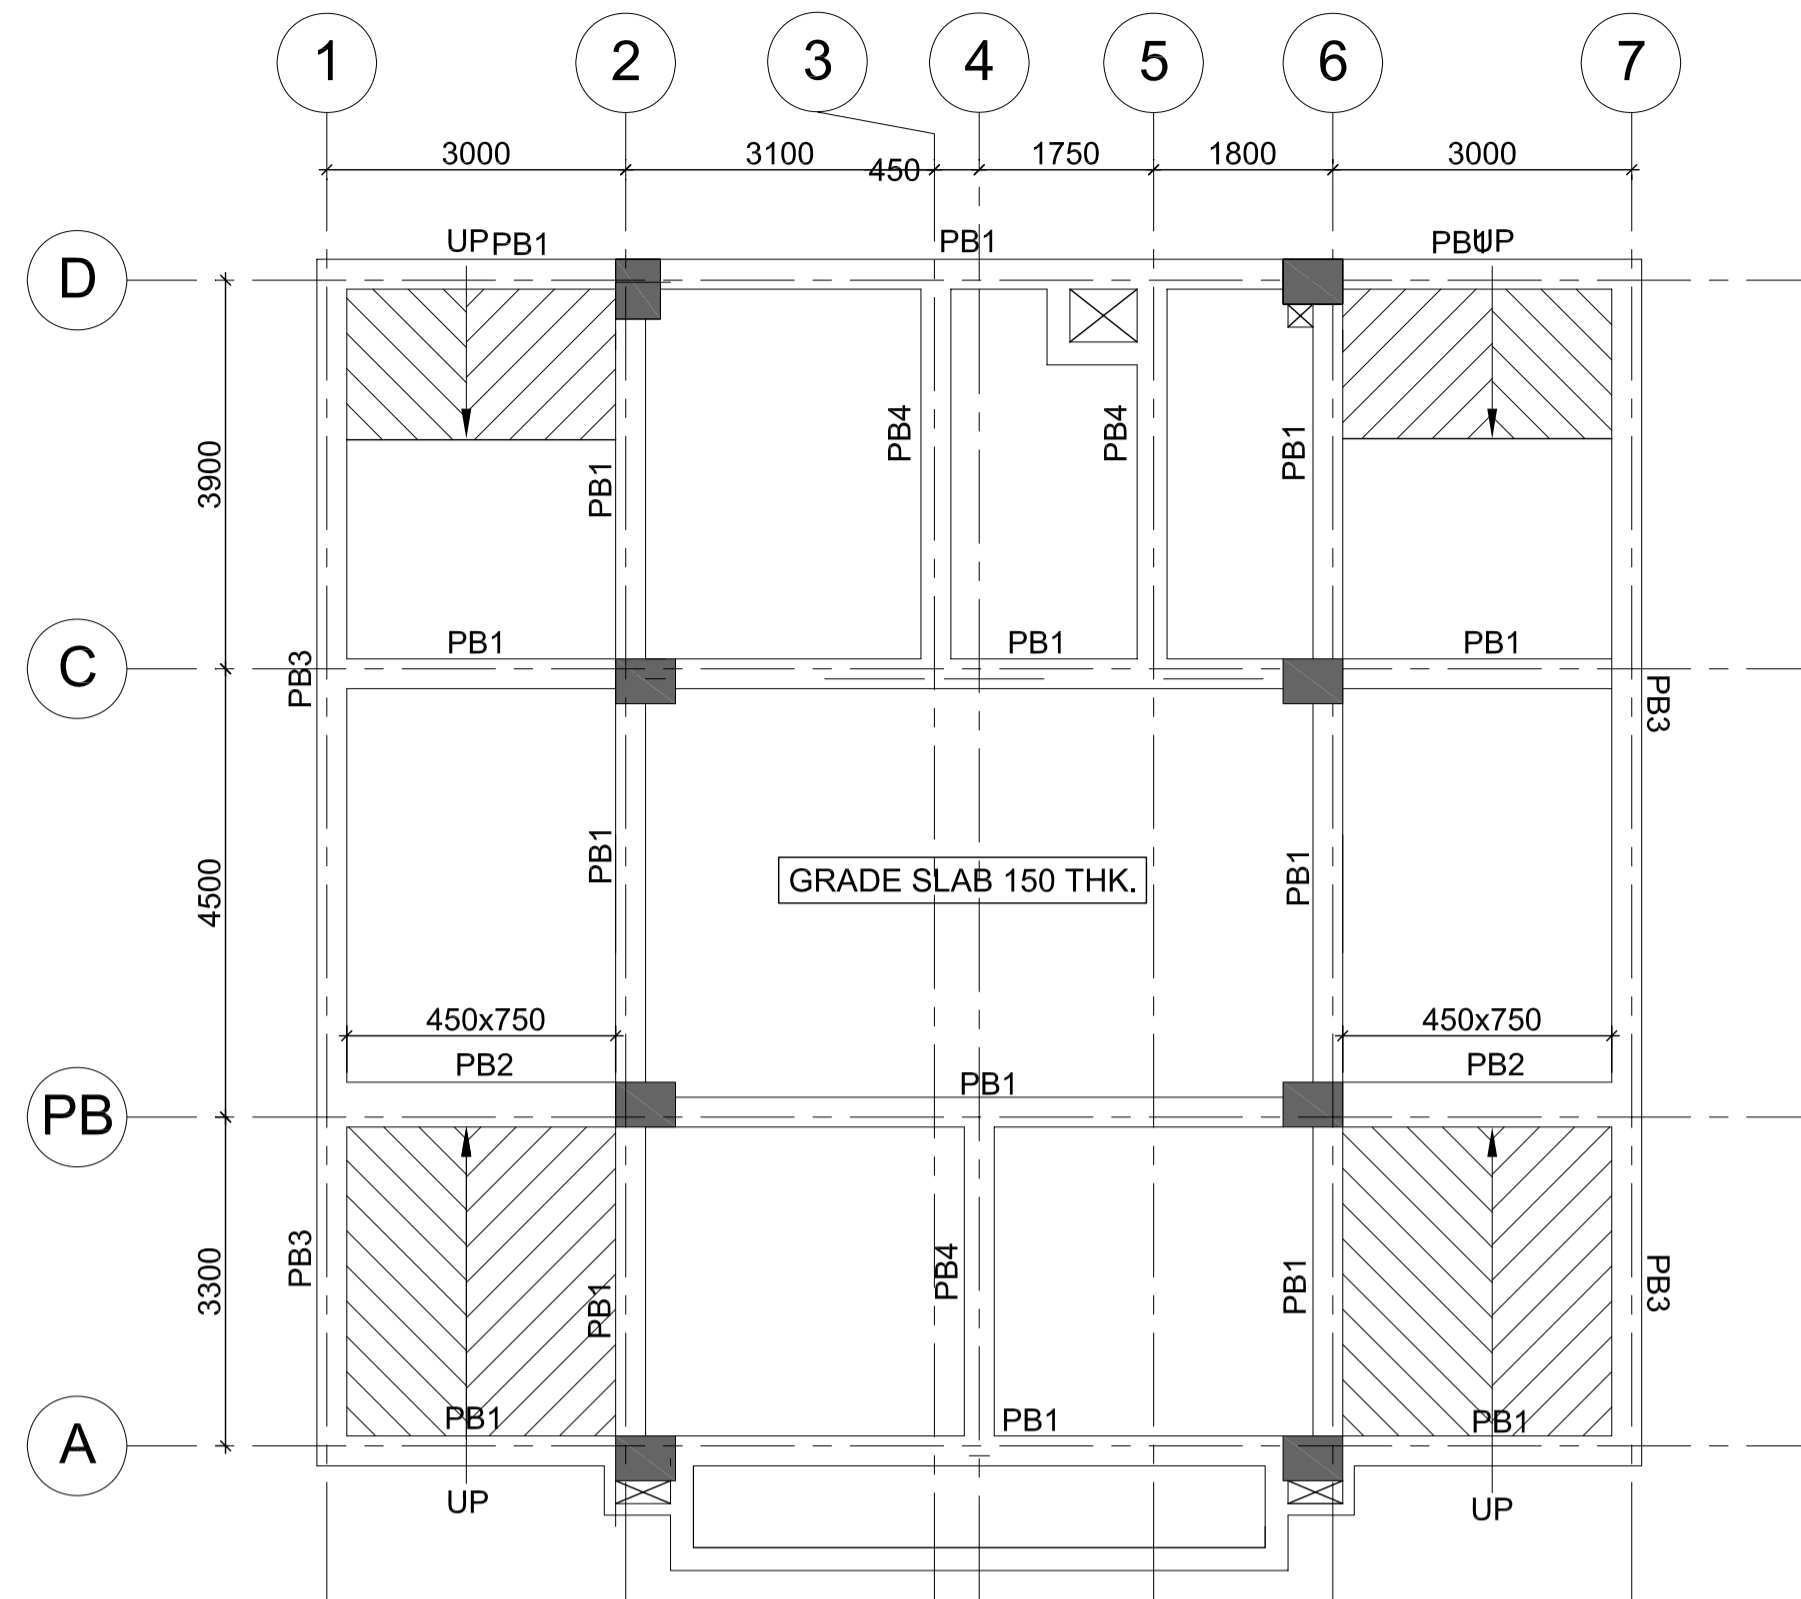 1 2 3 4 5 6 7
3000 3100 450 1750 1800 3000
UP PB1 PB1 PB1 UP
D
PB4 PB4 PB1
3900 PB1
PB1 PB1 PB1
C
PB3 PB3
4500 PB1 GRADE SLAB 150 THK. PB1
450x750 450x750
PB2 PB1 PB2
PB
3300 PB3 PB1 PB4 PB1 PB3
PB1 PB1 PB1
A
UP UP